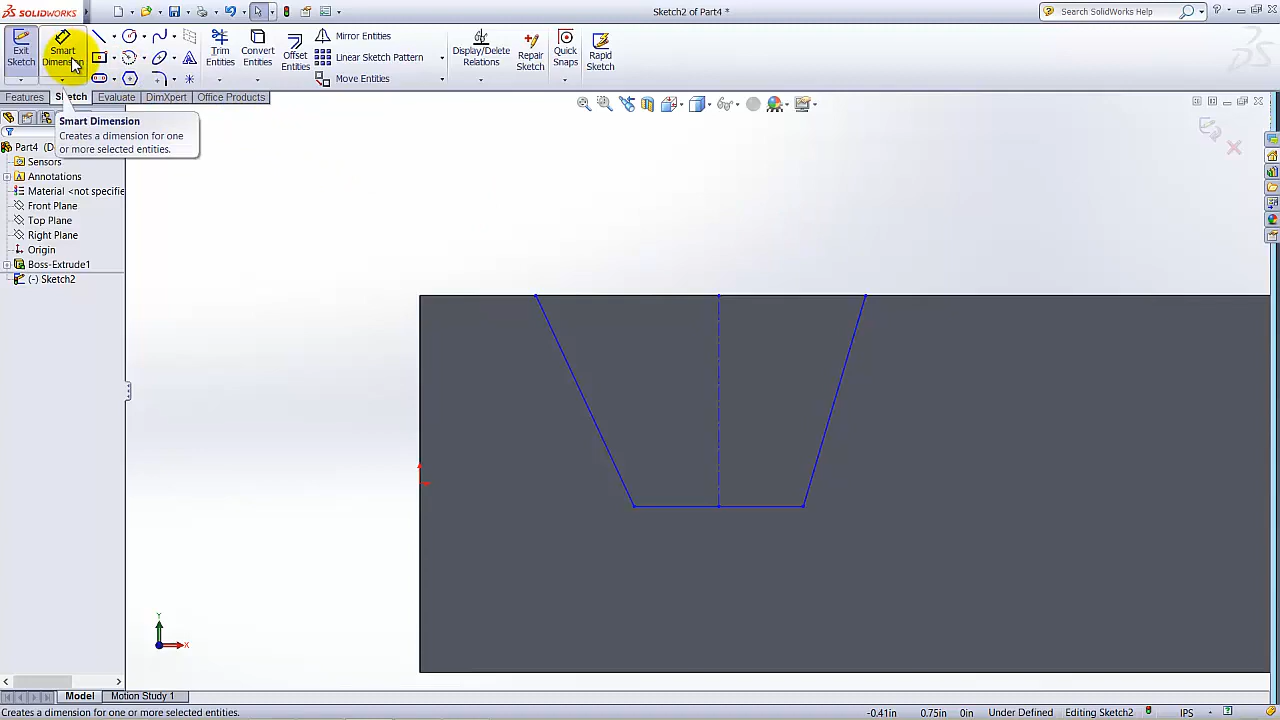 SOLIDWORKS
Sketch2 of Part4 *
Search SolidWorks Help
Exit
Sketch
Smart
Dimension
Trim
Entities
Convert
Entities
Offset
Entities
Mirror Entities
Linear Sketch Pattern
Move Entities
Display/Delete
Relations
Repair
Sketch
Quick
Snaps
Rapid
Sketch
Features
Sketch
Evaluate
DimXpert
Office Products
Smart Dimension
Creates a dimension for one
or more selected entities.
Part4 (D
Sensors
Annotations
Material <not specifie
Front Plane
Top Plane
Right Plane
Origin
Boss-Extrude1
(-) Sketch2
Y
X
Model
Motion Study 1
Creates a dimension for one or more selected entities.
-0.41in
0.75in
0in
Under Defined
Editing Sketch2
IPS